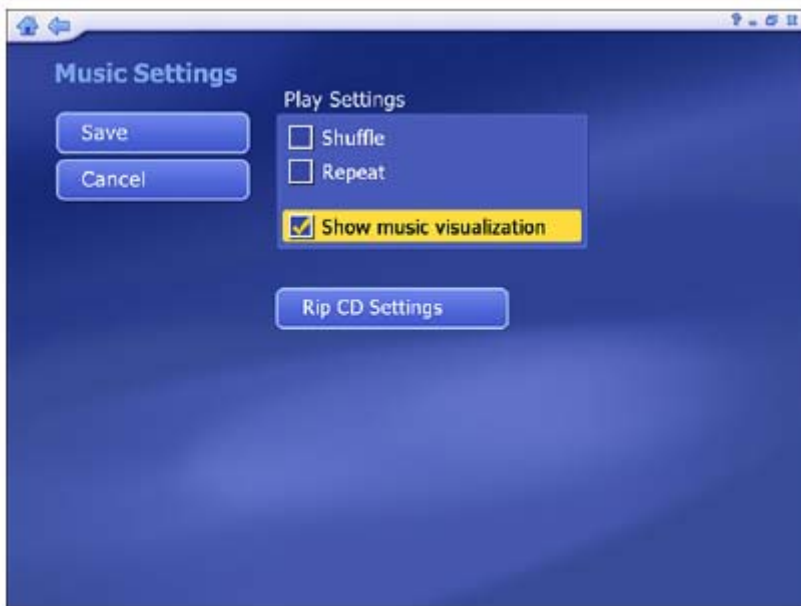 Music Settings
Save
Cancel
Play Settings
Shuffle
Repeat
Show music visualization
Rip CD Settings